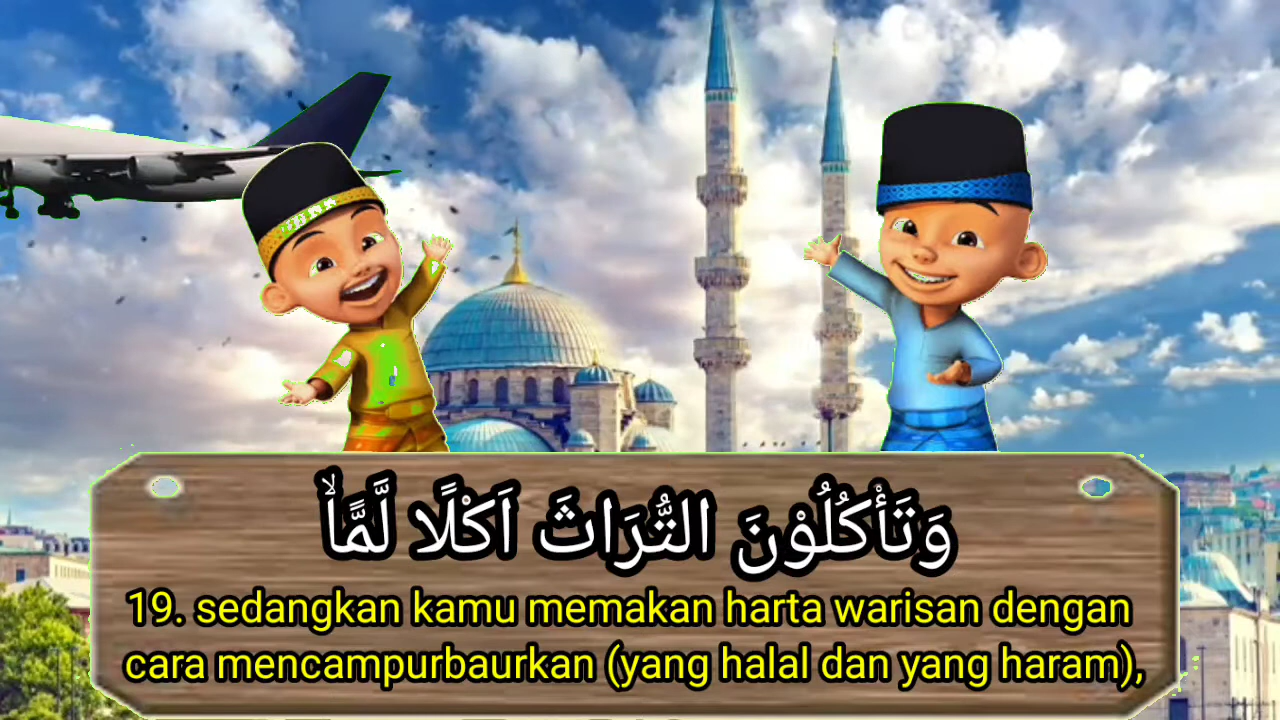 وَتَأْكُلُوْنَ التُّرَاثَ اَكْلًا لَّمًّاۙ
19. sedangkan kamu memakan harta warisan dengan
cara mencampurbaurkan (yang halal dan yang haram),